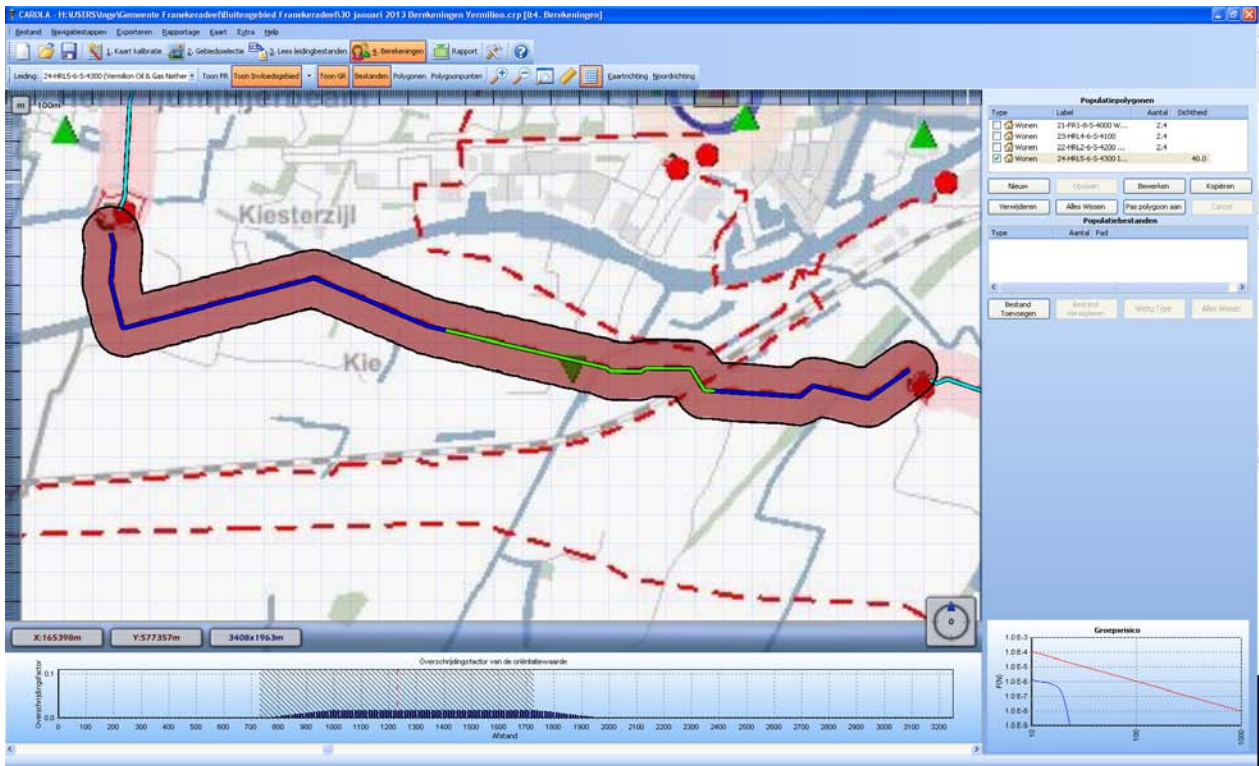 CAROLA - H:\USERS\Inge\Gemeente Franekeradeel\Buitengebied Franekeradeel\30 januari 2013 Berekeningen Vermilion.crp [8:4. Berekeningen]
Bestand Navigatiestappen Exporteren Rapportage Kaart Extra Help
1. Kaart kalibratie 2. Gebiedsselectie 3. Lees leidingbestanden 4. Berekeningen Rapport
Leiding: 24-HRL5-6-S-4300 (Vermilion Oil & Gas Nether Toon PR Toon Invloedsgebied Toon GR Bestanden Polygonen Polygoonpunten Kaartrichting Noordrichting
m 100m
Kiesterzijl
Kie
0
X:165398m Y:577357m 3408x1963m
Populatiepolygonen
Type Label Aantal Dichtheid
Wonen 21-FR1-8-S-4000 W... 2.4
Wonen 23-HRL4-6-S-4100 2.4
Wonen 22-HRL2-6-S-4200 ... 2.4
Wonen 24-HRL5-6-S-4300 I... 40.0
Nieuw Opslaan Bewerken Kopiëren
Verwijderen Alles Wissen Pas polygoon aan Cancel
Populatiebestanden
Type Aantal Pad
Bestand Toevoegen Bestand Verwijderen Wijzig Type Alles Wissen
Overschrijdingsfactor van de oriëntatiewaarde
Overschrijdingsfactor
0.1
0.0
0 100 200 300 400 500 600 700 800 900 1000 1100 1200 1300 1400 1500 1600 1700 1800 1900 2000 2100 2200 2300 2400 2500 2600 2700 2800 2900 3000 3100 3200
Afstand
Groepsrisico
F(N)
1.0E-3
1.0E-4
1.0E-5
1.0E-6
1.0E-7
1.0E-8
1.0E-9
10 100 1000